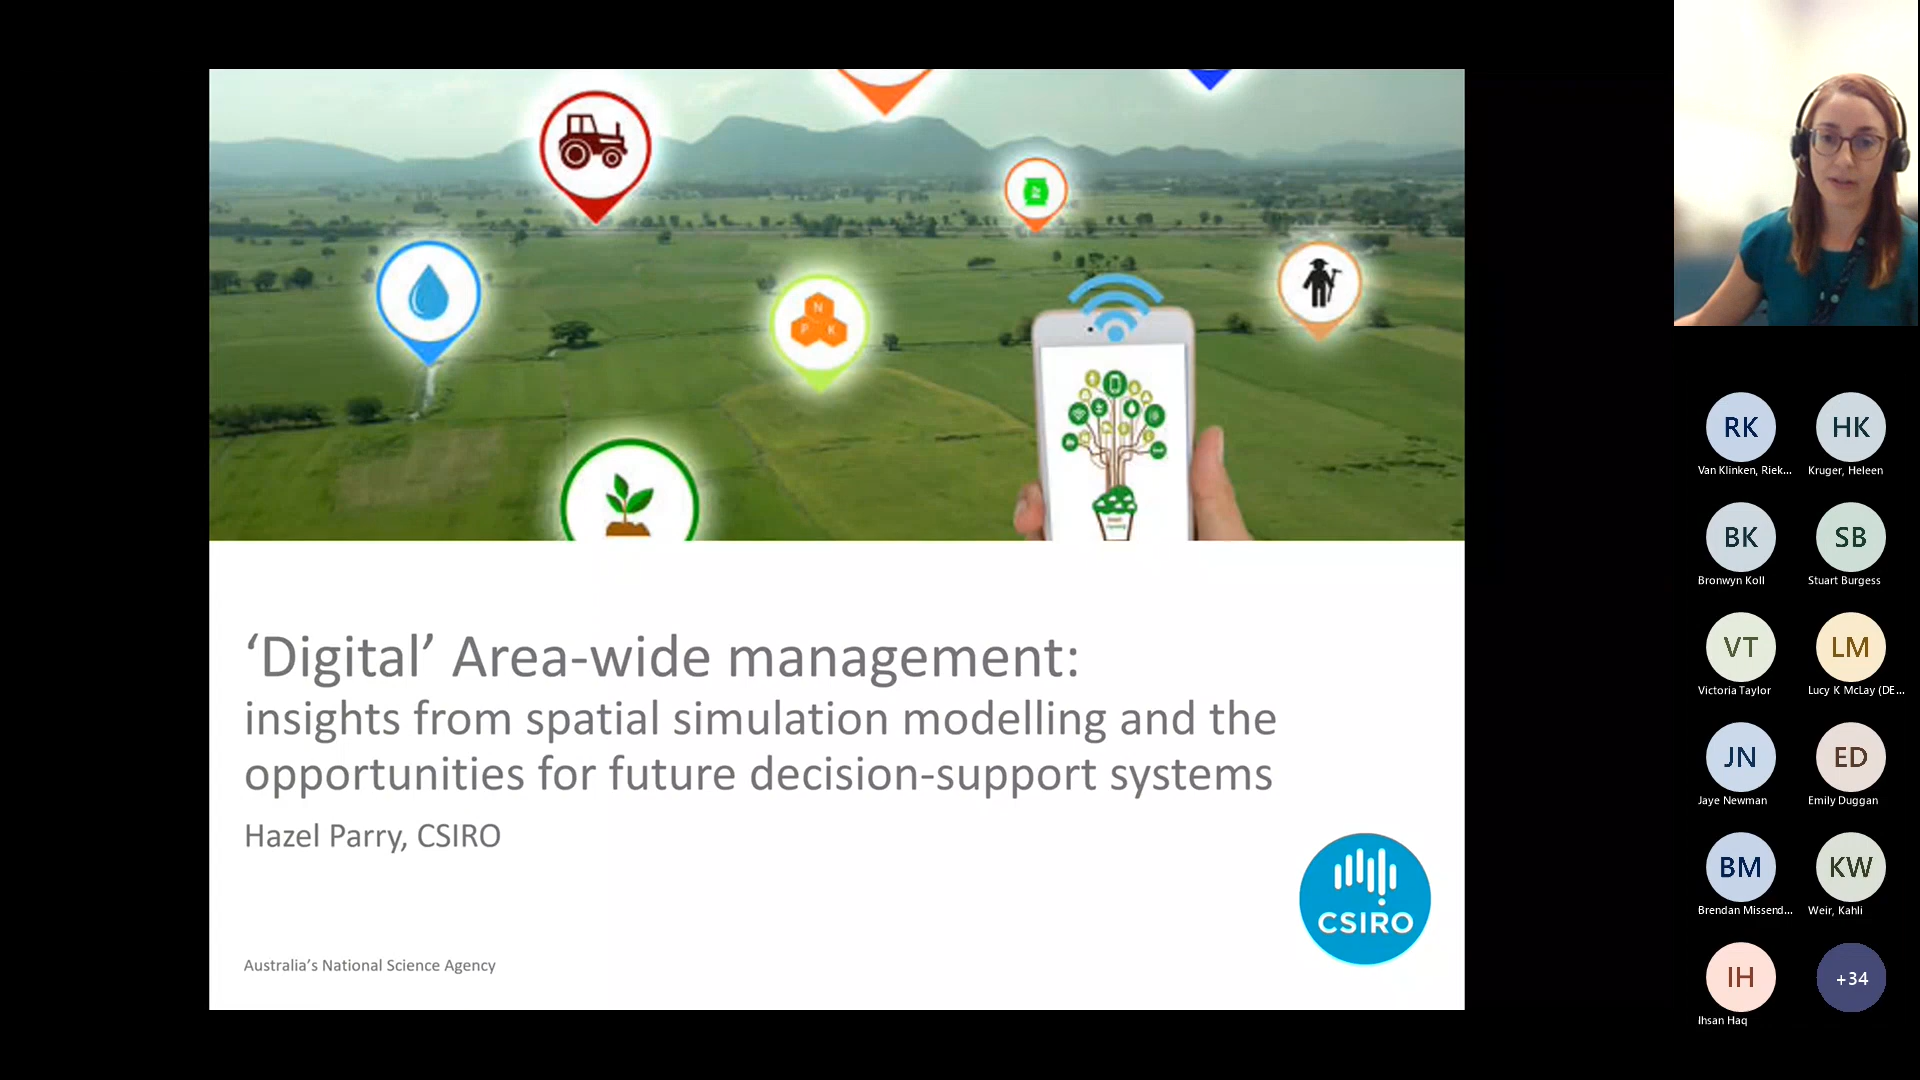 N
P K
‘Digital’ Area-wide management:
insights from spatial simulation modelling and the
opportunities for future decision-support systems
Hazel Parry, CSIRO
CSIRO
Australia’s National Science Agency
RK
Van Klinken, Riek...
HK
Kruger, Heleen
BK
Bronwyn Koll
SB
Stuart Burgess
VT
Victoria Taylor
LM
Lucy K McLay (DE...
JN
Jaye Newman
ED
Emily Duggan
BM
Brendan Missend...
KW
Weir, Kahli
IH
Ihsan Haq
+34